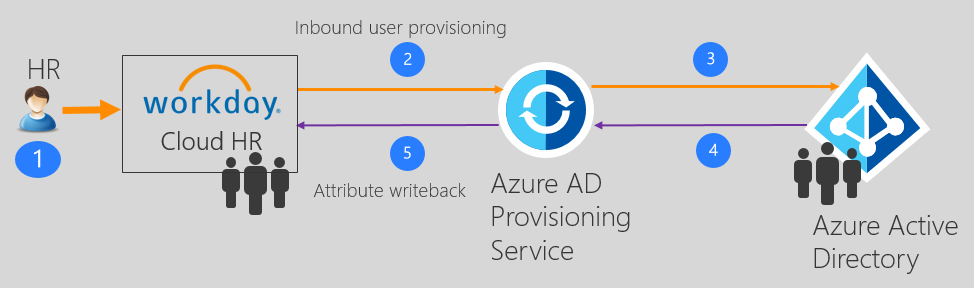 Inbound user provisioning
2
3
HR
workday.
Cloud HR
1
5
4
Attribute writeback
Azure AD
Provisioning
Service
Azure Active
Directory